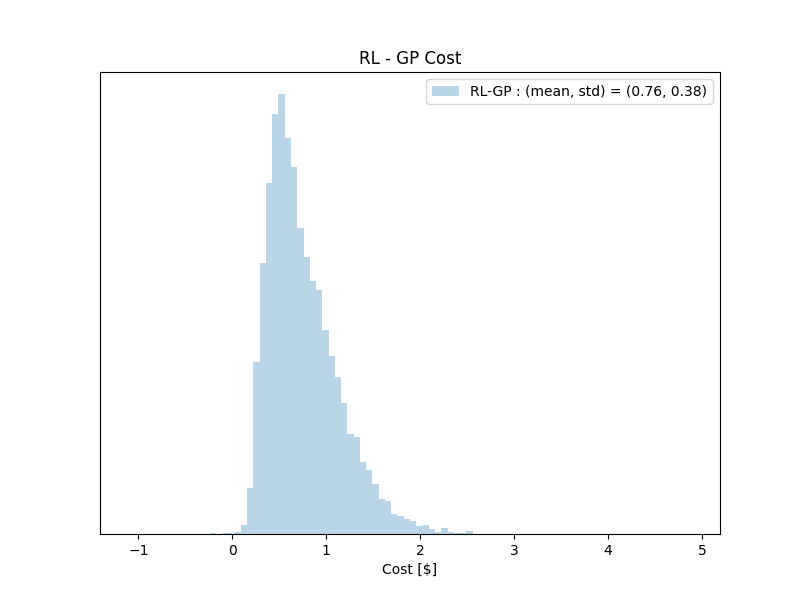 RL - GP Cost
RL-GP : (mean, std) = (0.76, 0.38)
−1 0 1 2 3 4 5
Cost [$]